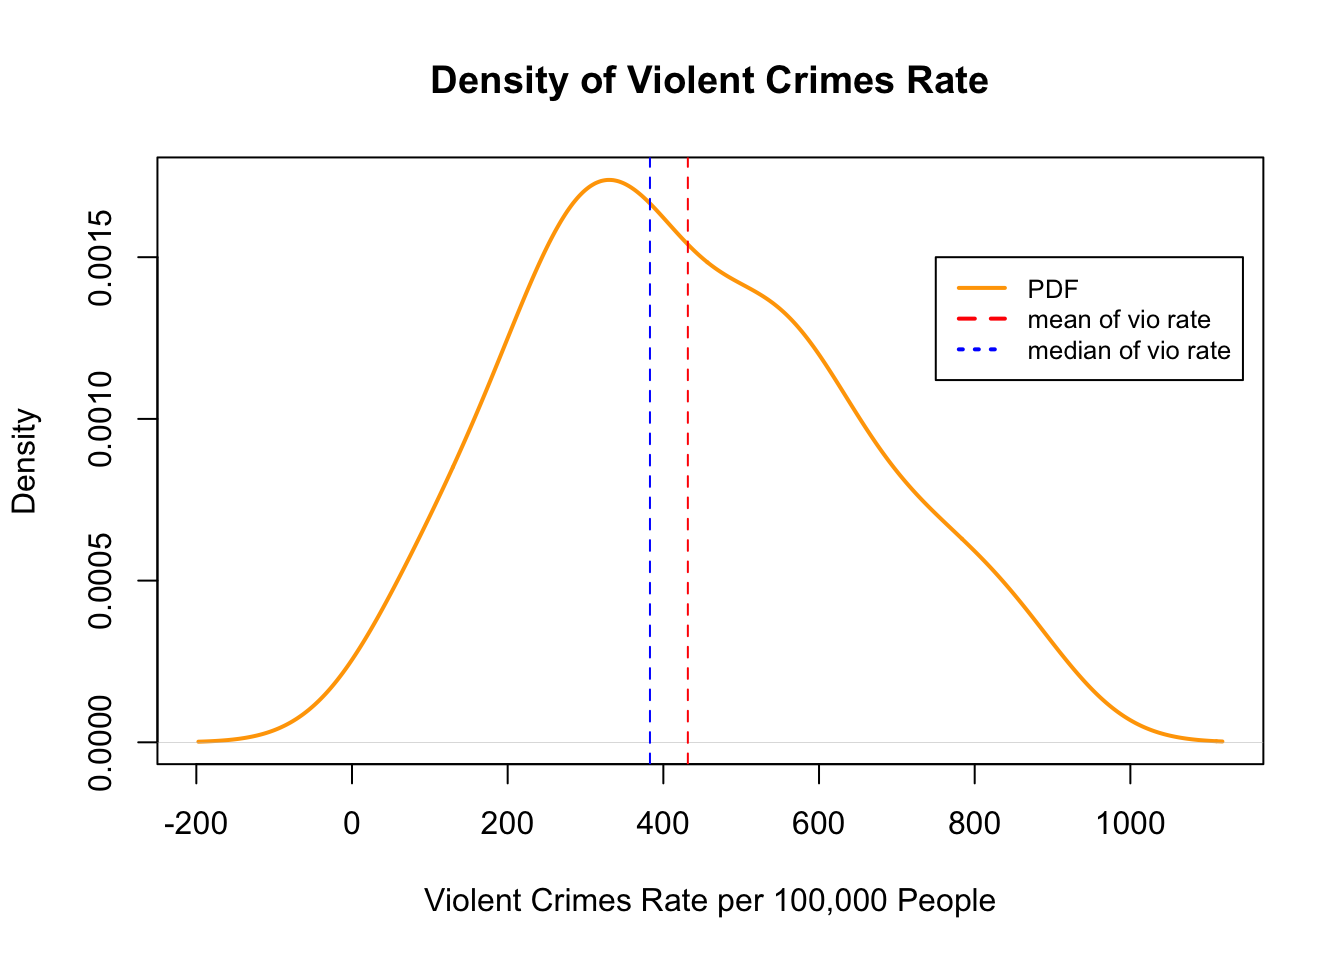 Density of Violent Crimes Rate
Density
0.0015
0.0010
0.0005
0.0000
PDF
mean of vio rate
median of vio rate
-200 0 200 400 600 800 1000
Violent Crimes Rate per 100,000 People